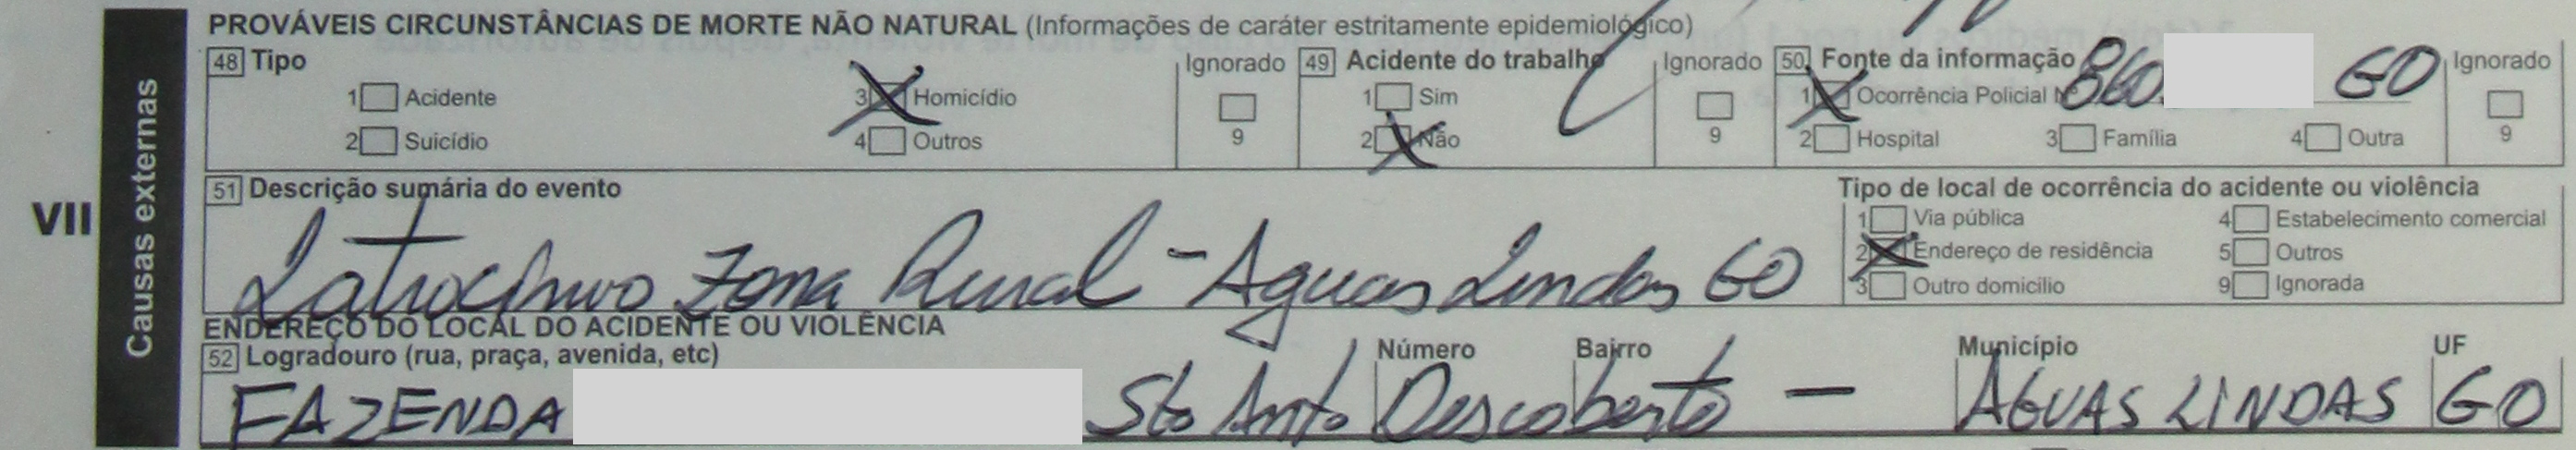 PROVÁVEIS CIRCUNSTÂNCIAS DE MORTE NÃO NATURAL (Informações de caráter estritamente epidemiológico)
48 Tipo
1 Acidente
2 Suicídio
3 X Homicídio
4 Outros
Ignorado
9
49 Acidente do trabalho
1 Sim
2 X Não
Ignorado
9
50 Fonte da informação
1 X Ocorrência Policial Nº 860 GO
2 Hospital 3 Família 4 Outra
Ignorado
9
VII
Causas externas
51 Descrição sumária do evento
Latrocínio Zona Rural - Aguas Lindas GO
Tipo de local de ocorrência do acidente ou violência
1 Via pública
2 X Endereço de residência
3 Outro domicilio
4 Estabelecimento comercial
5 Outros
9 Ignorada
ENDEREÇO DO LOCAL DO ACIDENTE OU VIOLÊNCIA
52 Logradouro (rua, praça, avenida, etc) Número Bairro Município UF
FAZENDA Sto Anto Descoberto - AGUAS LINDAS GO